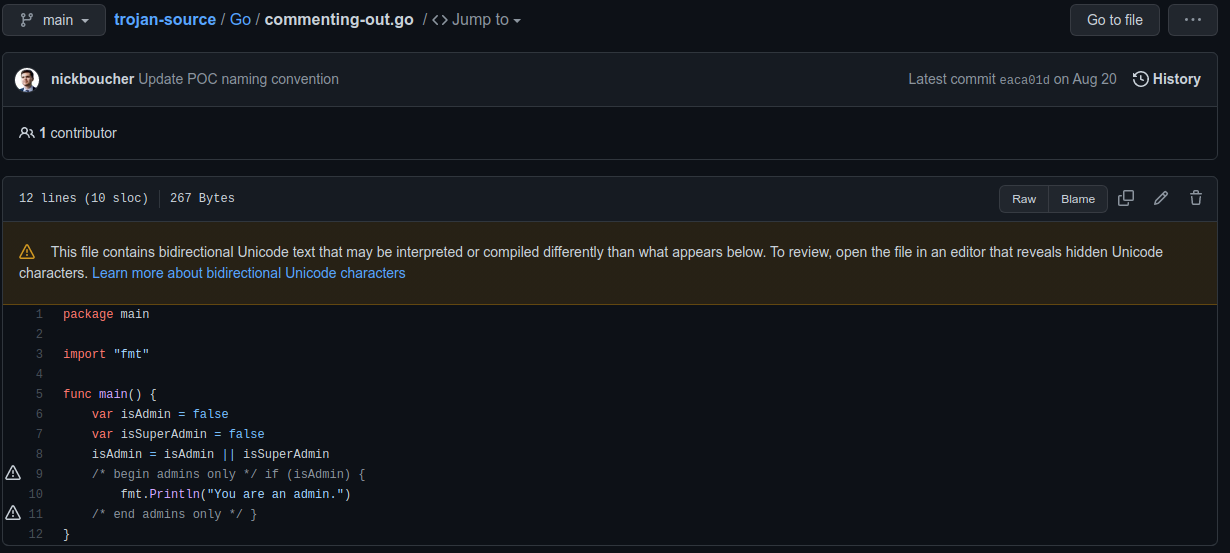 main trojan-source / Go / commenting-out.go / <> Jump to Go to file ...
nickboucher Update POC naming convention Latest commit eaca01d on Aug 20 History
1 contributor
12 lines (10 sloc) 267 Bytes Raw Blame
This file contains bidirectional Unicode text that may be interpreted or compiled differently than what appears below. To review, open the file in an editor that reveals hidden Unicode
characters. Learn more about bidirectional Unicode characters
1 package main
2
3 import "fmt"
4
5 func main() {
6 var isAdmin = false
7 var isSuperAdmin = false
8 isAdmin = isAdmin || isSuperAdmin
9 /* begin admins only */ if (isAdmin) {
10 fmt.Println("You are an admin.")
11 /* end admins only */ }
12 }